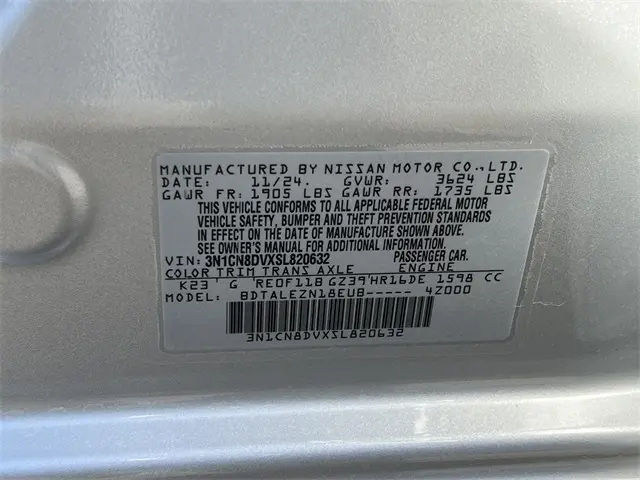 MANUFACTURED BY NISSAN MOTOR CO.,LTD.
DATE: 11/24. GVWR: 3624 LBS
GAWR FR: 1905 LBS GAWR RR: 1735 LBS
THIS VEHICLE CONFORMS TO ALL APPLICABLE FEDERAL MOTOR
VEHICLE SAFETY, BUMPER AND THEFT PREVENTION STANDARDS
IN EFFECT ON THE DATE OF MANUFACTURE SHOWN ABOVE.
SEE OWNER'S MANUAL FOR ADDITIONAL INFORMATION.
VIN: 3N1CN8DVXSL820632 PASSENGER CAR.
COLOR TRIM TRANS AXLE ENGINE
K23 G RE0F11B GZ39 HR16DE 1598 CC
MODEL: BDTALEZN18EUB----- 4Z000
3N1CN8DVXSL820632